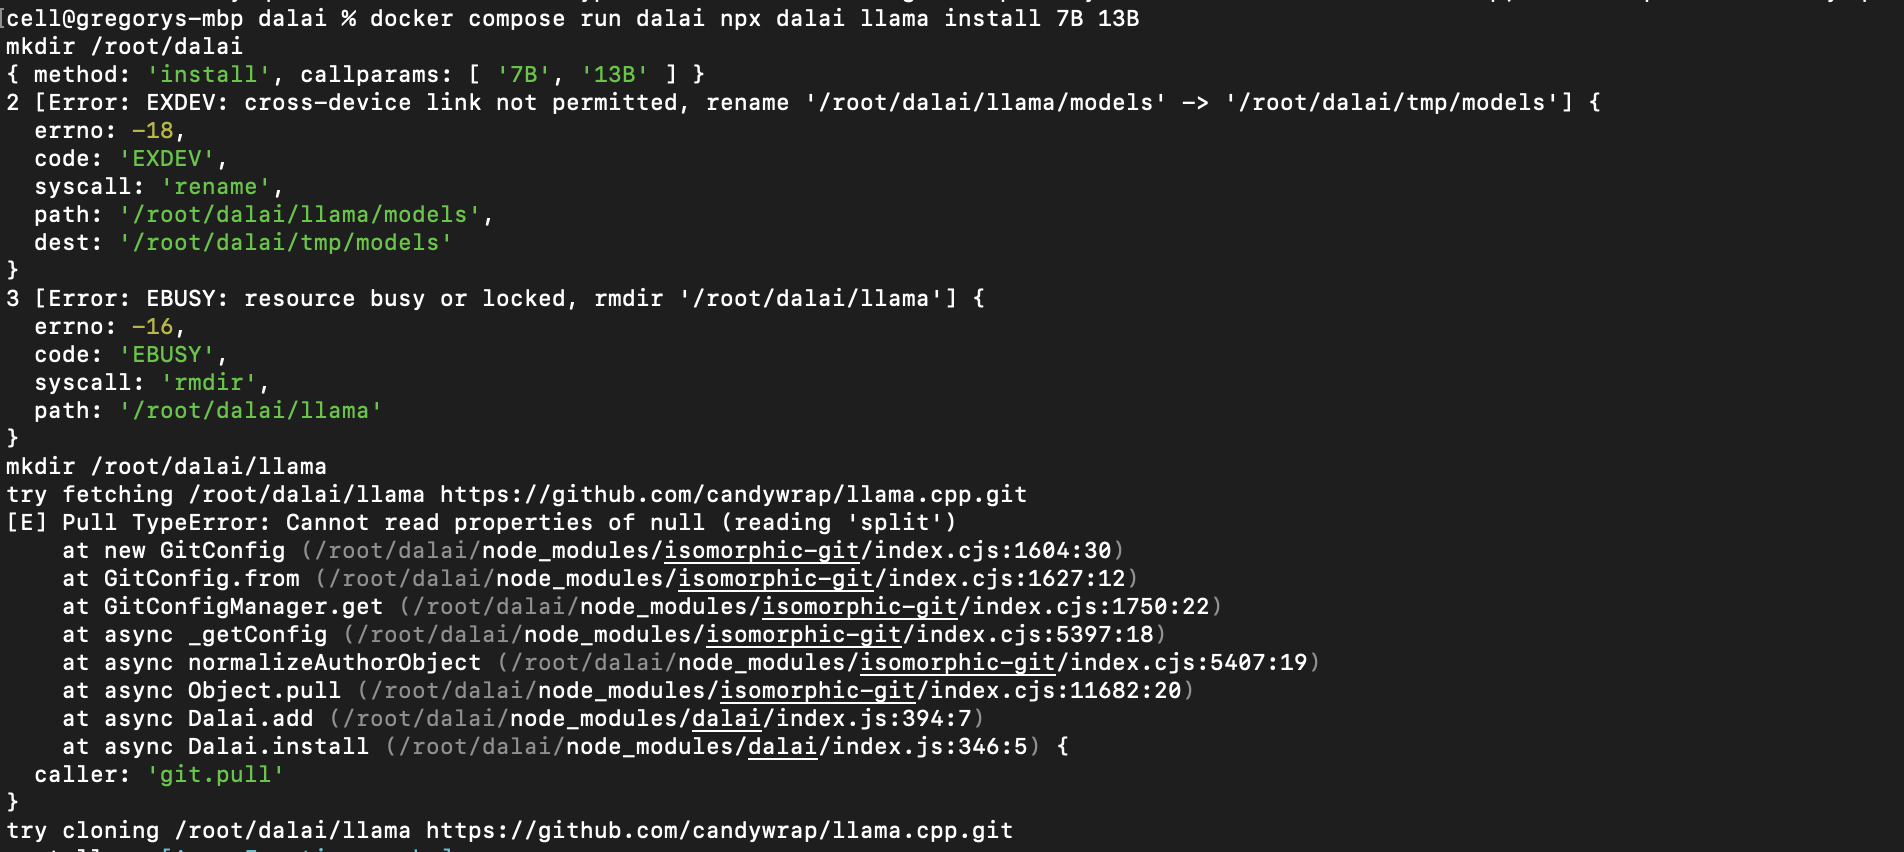 cell@gregorys-mbp dalai % docker compose run dalai npx dalai llama install 7B 13B
mkdir /root/dalai
{ method: 'install', callparams: [ '7B', '13B' ] }
2 [Error: EXDEV: cross-device link not permitted, rename '/root/dalai/llama/models' -> '/root/dalai/tmp/models'] {
  errno: -18,
  code: 'EXDEV',
  syscall: 'rename',
  path: '/root/dalai/llama/models',
  dest: '/root/dalai/tmp/models'
}
3 [Error: EBUSY: resource busy or locked, rmdir '/root/dalai/llama'] {
  errno: -16,
  code: 'EBUSY',
  syscall: 'rmdir',
  path: '/root/dalai/llama'
}
mkdir /root/dalai/llama
try fetching /root/dalai/llama https://github.com/candywrap/llama.cpp.git
[E] Pull TypeError: Cannot read properties of null (reading 'split')
    at new GitConfig (/root/dalai/node_modules/isomorphic-git/index.cjs:1604:30)
    at GitConfig.from (/root/dalai/node_modules/isomorphic-git/index.cjs:1627:12)
    at GitConfigManager.get (/root/dalai/node_modules/isomorphic-git/index.cjs:1750:22)
    at async _getConfig (/root/dalai/node_modules/isomorphic-git/index.cjs:5397:18)
    at async normalizeAuthorObject (/root/dalai/node_modules/isomorphic-git/index.cjs:5407:19)
    at async Object.pull (/root/dalai/node_modules/isomorphic-git/index.cjs:11682:20)
    at async Dalai.add (/root/dalai/node_modules/dalai/index.js:394:7)
    at async Dalai.install (/root/dalai/node_modules/dalai/index.js:346:5) {
  caller: 'git.pull'
}
try cloning /root/dalai/llama https://github.com/candywrap/llama.cpp.git